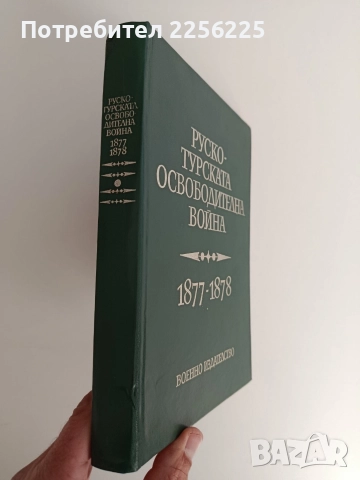 Потребител 2256225
РУСКО-
ТУРСКАТА
ОСВОБО-
ДИТЕЛНА
ВОЙНА
1877
1878
РУСКО-
ТУРСКАТА
ОСВОБОДИТЕЛНА
ВОЙНА
1877-1878
ВОЕННО ИЗДАТЕЛСТВО
BAZAR